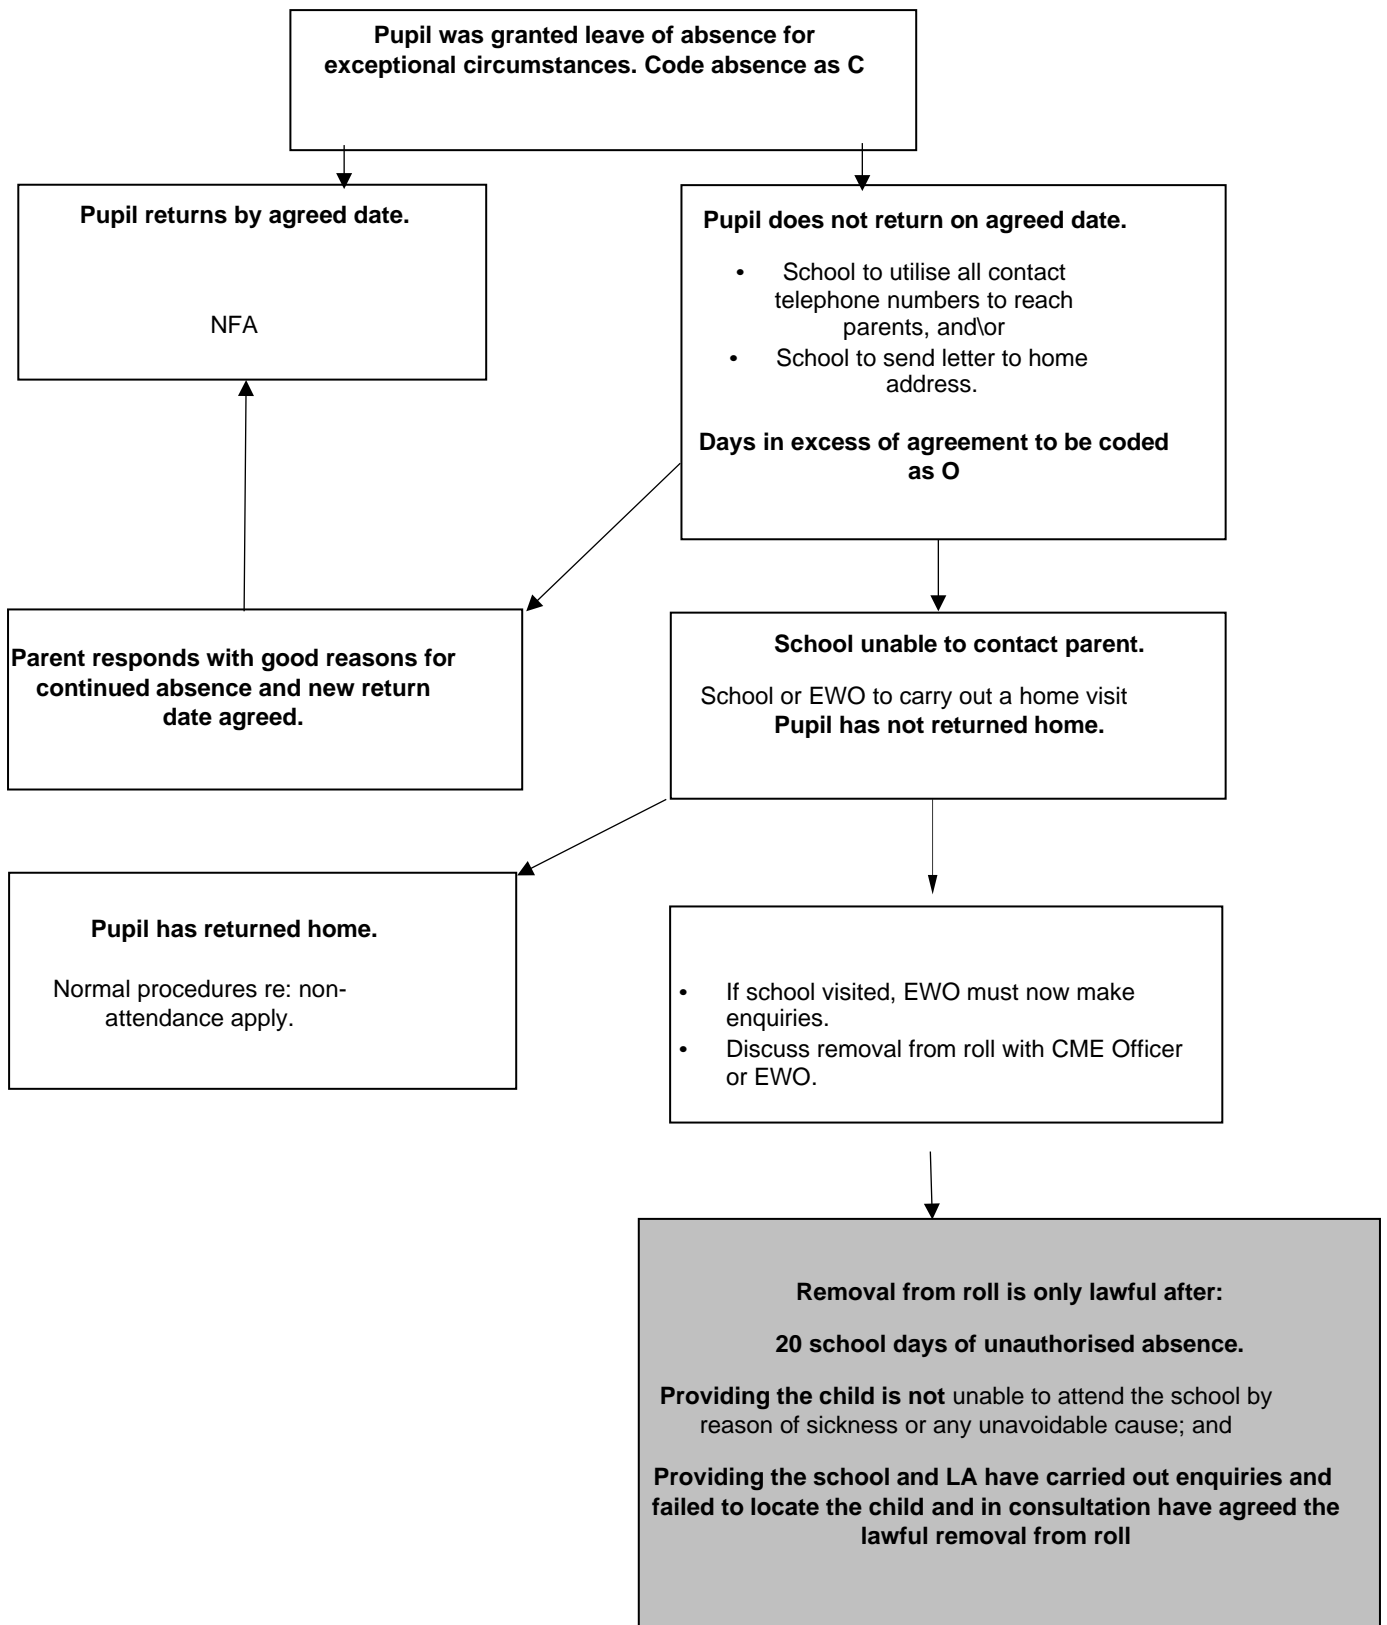 Pupil was granted leave of absence for
exceptional circumstances. Code absence as C
Pupil returns by agreed date.
NFA
Pupil does not return on agreed date.
• School to utilise all contact
telephone numbers to reach
parents, and\or
• School to send letter to home
address.
Days in excess of agreement to be coded
as O
Parent responds with good reasons for
continued absence and new return
date agreed.
School unable to contact parent.
School or EWO to carry out a home visit
Pupil has not returned home.
Pupil has returned home.
Normal procedures re: non-
attendance apply.
• If school visited, EWO must now make
enquiries.
• Discuss removal from roll with CME Officer
or EWO.
Removal from roll is only lawful after:
20 school days of unauthorised absence.
Providing the child is not unable to attend the school by
reason of sickness or any unavoidable cause; and
Providing the school and LA have carried out enquiries and
failed to locate the child and in consultation have agreed the
lawful removal from roll